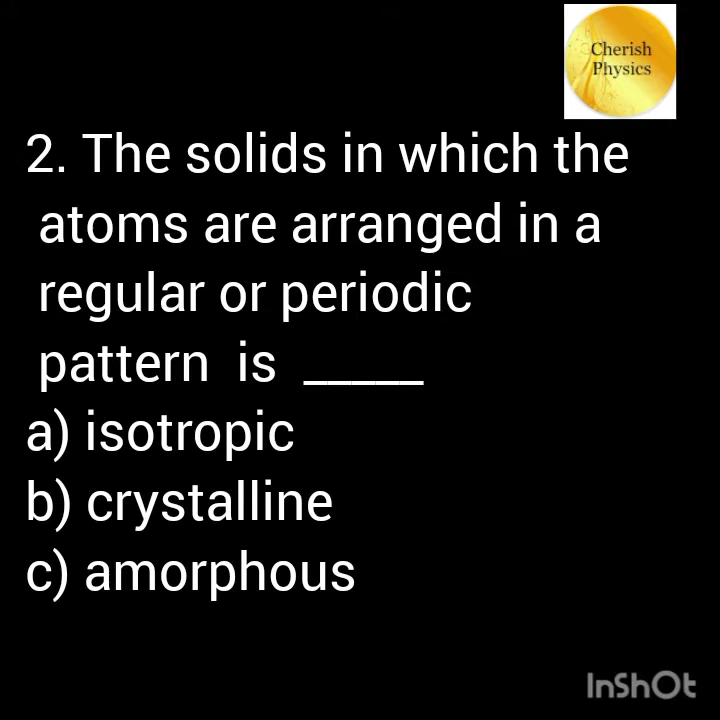 Cherish
Physics
2. The solids in which the
atoms are arranged in a
regular or periodic
pattern is _____
a) isotropic
b) crystalline
c) amorphous
InShOt